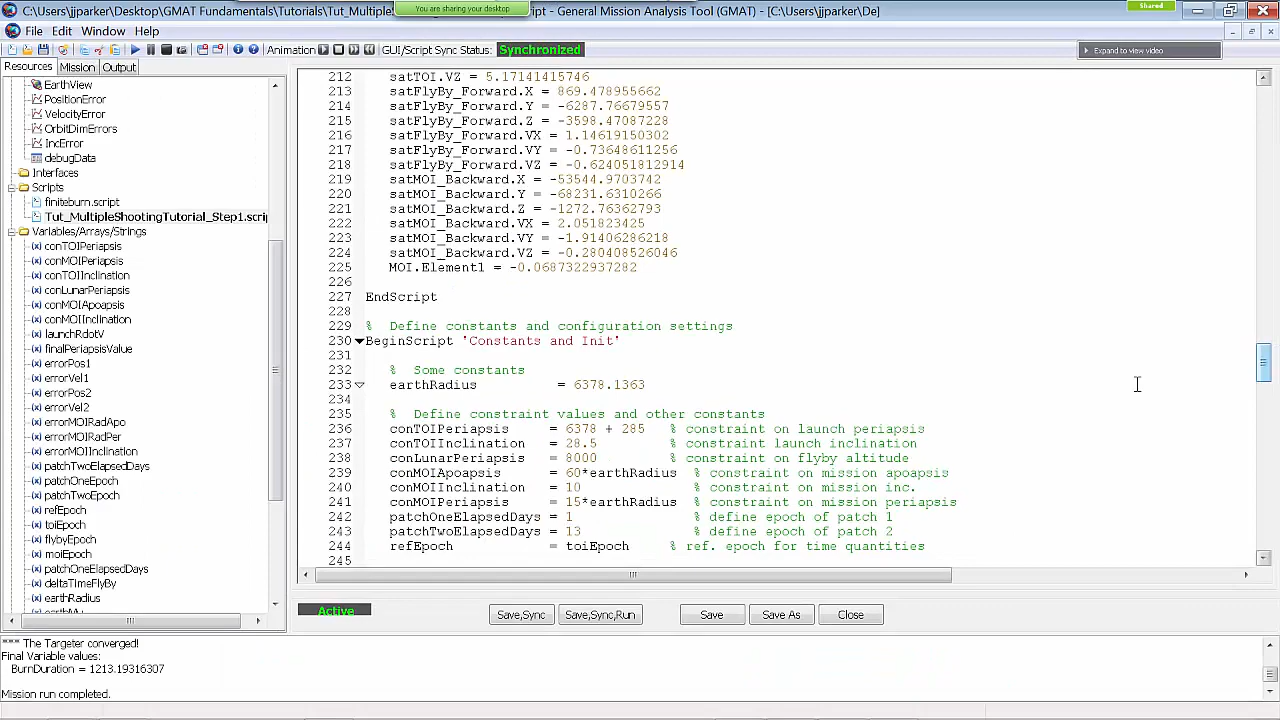 C:\Users\jjparker\Desktop\GMAT Fundamentals\Tutorials\Tut_Multiple
You are sharing your desktop
ript - General Mission Analysis Tool (GMAT) - [C:\Users\jjparker\De]
Shared
File Edit Window Help
Animation
GUI/Script Sync Status:
Synchronized
Expand to view video
Resources
Mission
Output
EarthView
PositionError
VelocityError
OrbitDimErrors
IncError
debugData
Interfaces
Scripts
finiteburn.script
Tut_MultipleShootingTutorial_Step1.scrip
Variables/Arrays/Strings
conTOIPeriapsis
conMOIPeriapsis
conTOIInclination
conLunarPeriapsis
conMOIApoapsis
conMOIInclination
launchRdotV
finalPeriapsisValue
errorPos1
errorVel1
errorPos2
errorVel2
errorMOIRadApo
errorMOIRadPer
errorMOIInclination
patchTwoElapsedDays
patchOneEpoch
patchTwoEpoch
refEpoch
toiEpoch
flybyEpoch
moiEpoch
patchOneElapsedDays
deltaTimeFlyBy
earthRadius
earthMu
212 satTOI.VZ = 5.17141415746
213 satFlyBy_Forward.X = 869.478955662
214 satFlyBy_Forward.Y = -6287.76679557
215 satFlyBy_Forward.Z = -3598.47087228
216 satFlyBy_Forward.VX = 1.14619150302
217 satFlyBy_Forward.VY = -0.73648611256
218 satFlyBy_Forward.VZ = -0.624051812914
219 satMOI_Backward.X = -53544.9703742
220 satMOI_Backward.Y = -68231.6310266
221 satMOI_Backward.Z = -1272.76362793
222 satMOI_Backward.VX = 2.051823425
223 satMOI_Backward.VY = -1.91406286218
224 satMOI_Backward.VZ = -0.280408526046
225 MOI.Element1 = -0.0687322937282
226
227 EndScript
228
229 % Define constants and configuration settings
230 BeginScript 'Constants and Init'
231
232 % Some constants
233 earthRadius = 6378.1363
234
235 % Define constraint values and other constants
236 conTOIPeriapsis = 6378 + 285 % constraint on launch periapsis
237 conTOIInclination = 28.5 % constraint launch inclination
238 conLunarPeriapsis = 8000 % constraint on flyby altitude
239 conMOIApoapsis = 60*earthRadius % constraint on mission apoapsis
240 conMOIInclination = 10 % constraint on mission inc.
241 conMOIPeriapsis = 15*earthRadius % constraint on mission periapsis
242 patchOneElapsedDays = 1 % define epoch of patch 1
243 patchTwoElapsedDays = 13 % define epoch of patch 2
244 refEpoch = toiEpoch % ref. epoch for time quantities
245
Active
Save,Sync
Save,Sync,Run
Save
Save As
Close
*** The Targeter converged!
Final Variable values:
BurnDuration = 1213.19316307
Mission run completed.